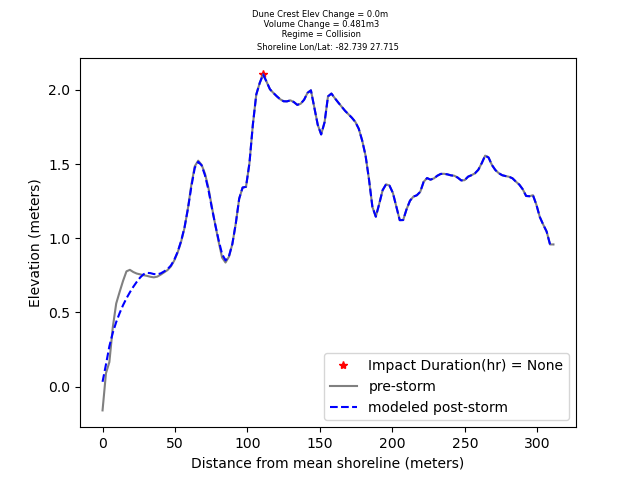 Dune Crest Elev Change = 0.0m
Volume Change = 0.481m3
Regime = Collision
Shoreline Lon/Lat: -82.739 27.715
2.0
1.5
1.0
0.5
0.0
Elevation (meters)
Impact Duration(hr) = None
pre-storm
modeled post-storm
0 50 100 150 200 250 300
Distance from mean shoreline (meters)